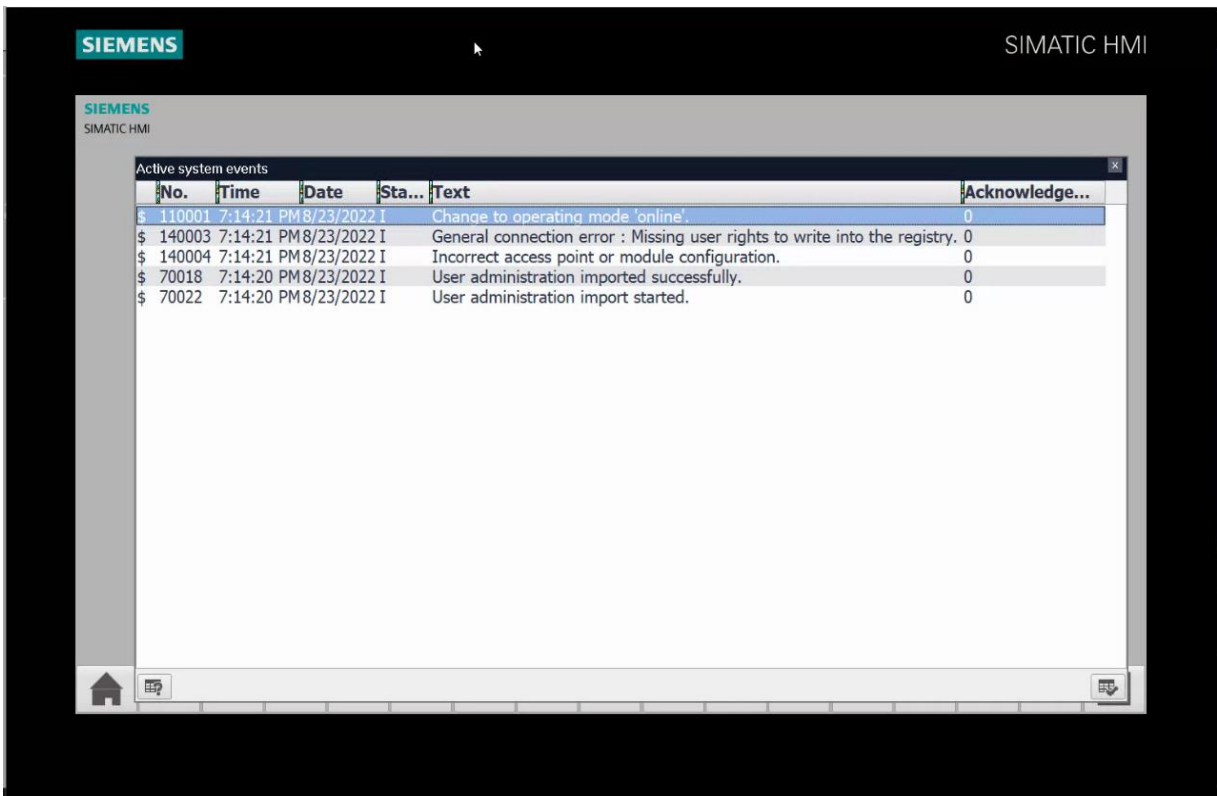 SIEMENS SIMATIC HMI
SIEMENS
SIMATIC HMI
Active system events x
No. Time Date Sta... Text Acknowledge...
$ 110001 7:14:21 PM 8/23/2022 I Change to operating mode 'online'. 0
$ 140003 7:14:21 PM 8/23/2022 I General connection error : Missing user rights to write into the registry. 0
$ 140004 7:14:21 PM 8/23/2022 I Incorrect access point or module configuration. 0
$ 70018 7:14:20 PM 8/23/2022 I User administration imported successfully. 0
$ 70022 7:14:20 PM 8/23/2022 I User administration import started. 0